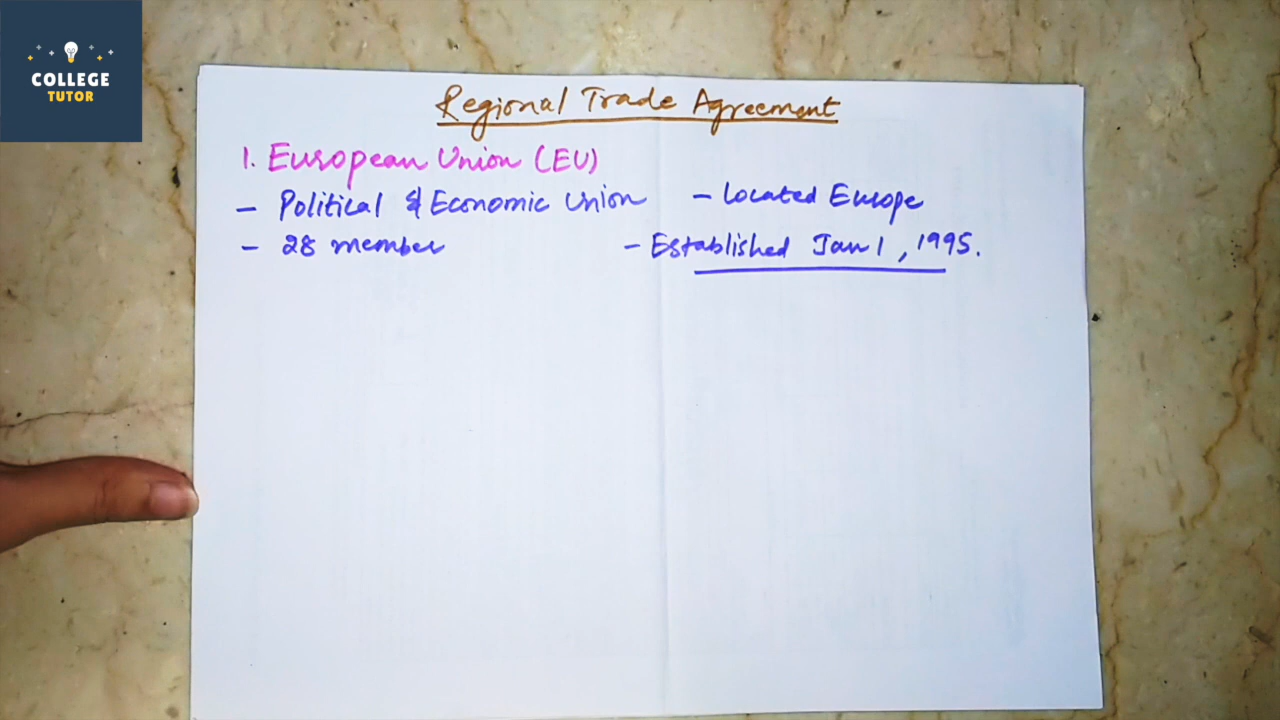 COLLEGE
TUTOR
Regional Trade Agreement
1. European Union (EU)
- Political & Economic Union - Located Europe
- 28 member - Established Jan 1, 1995.